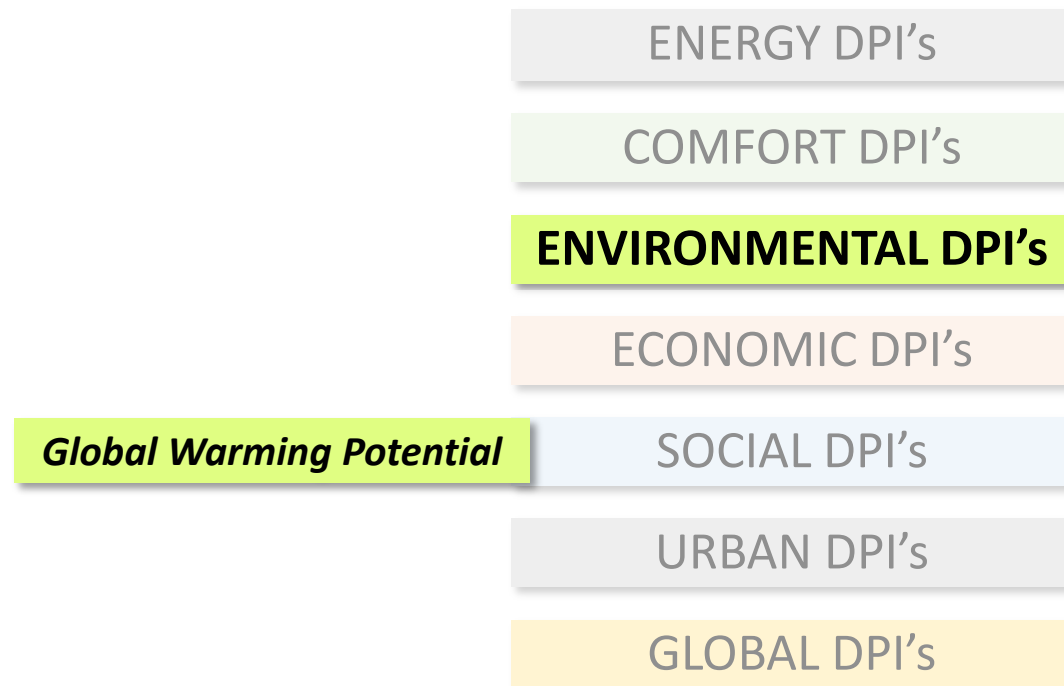 ENERGY DPI’s
COMFORT DPI’s
ENVIRONMENTAL DPI’s
ECONOMIC DPI’s
Global Warming Potential
SOCIAL DPI’s
URBAN DPI’s
GLOBAL DPI’s